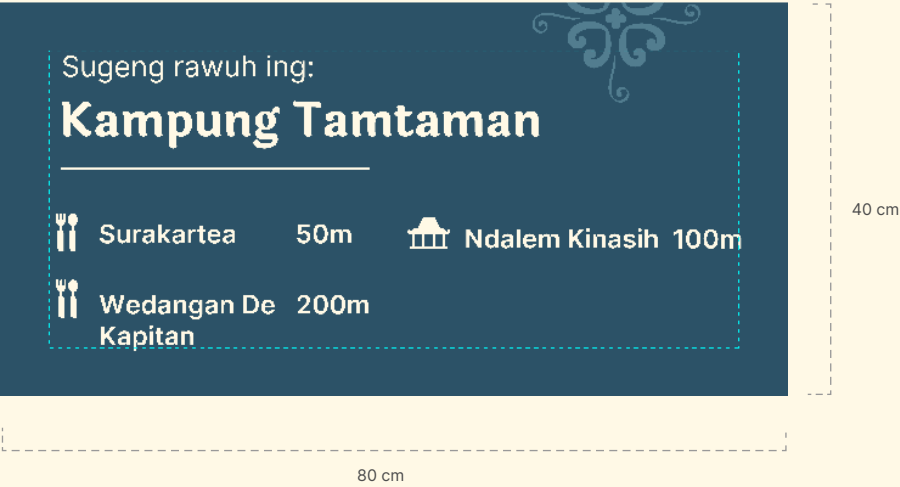 Sugeng rawuh ing:
Kampung Tamtaman
Surakartea 50m
Ndalem Kinasih 100m
Wedangan De 200m
Kapitan
40 cm
80 cm